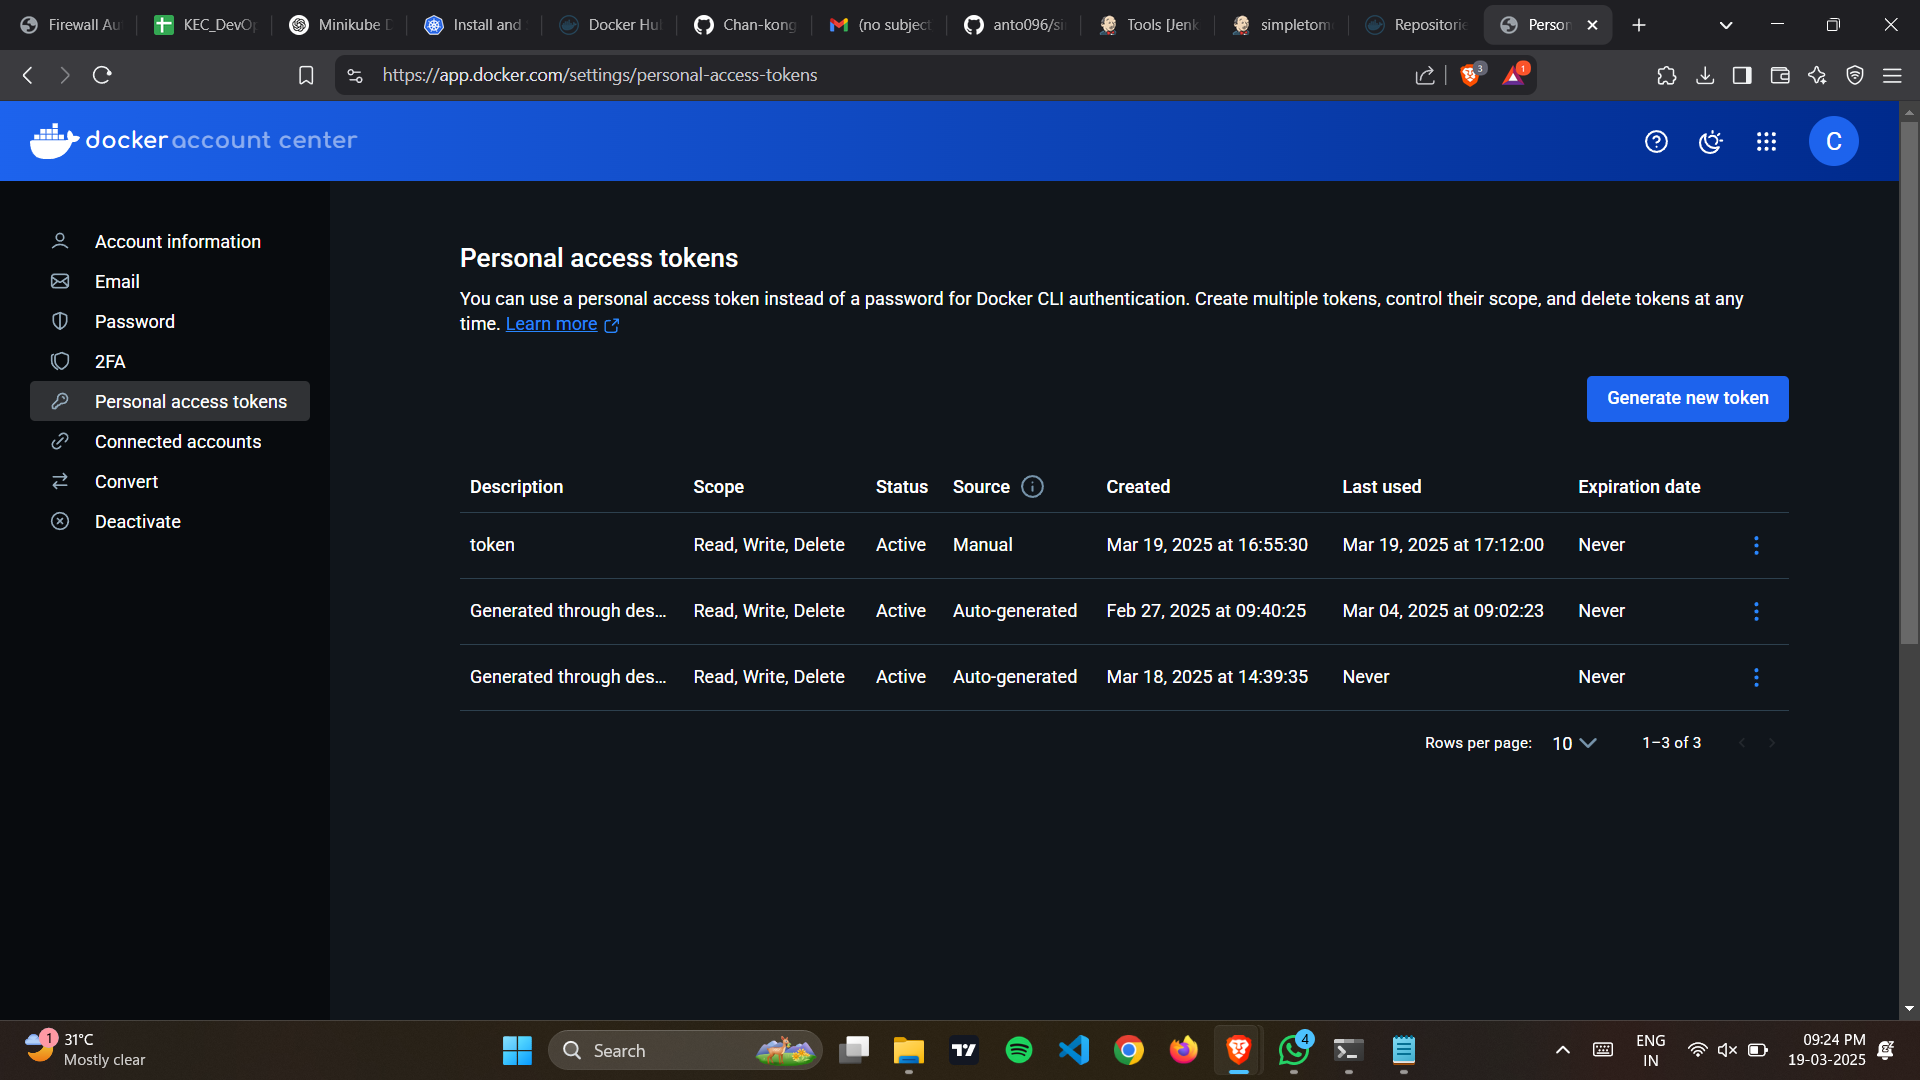 Firewall Au
KEC_DevOp
Minikube D
Install and S
Docker Hub
Chan-kong
(no subject
anto096/si
Tools [Jenk
simpletom
Repositories
Person
https://app.docker.com/settings/personal-access-tokens
3
1
docker account center
C
Account information
Email
Password
2FA
Personal access tokens
Connected accounts
Convert
Deactivate
Personal access tokens
You can use a personal access token instead of a password for Docker CLI authentication. Create multiple tokens, control their scope, and delete tokens at any
time. Learn more
Generate new token
Description Scope Status Source Created Last used Expiration date
token Read, Write, Delete Active Manual Mar 19, 2025 at 16:55:30 Mar 19, 2025 at 17:12:00 Never
Generated through des... Read, Write, Delete Active Auto-generated Feb 27, 2025 at 09:40:25 Mar 04, 2025 at 09:02:23 Never
Generated through des... Read, Write, Delete Active Auto-generated Mar 18, 2025 at 14:39:35 Never Never
Rows per page: 10 1–3 of 3
1
31°C
Mostly clear
Search
4
ENG
IN
09:24 PM
19-03-2025